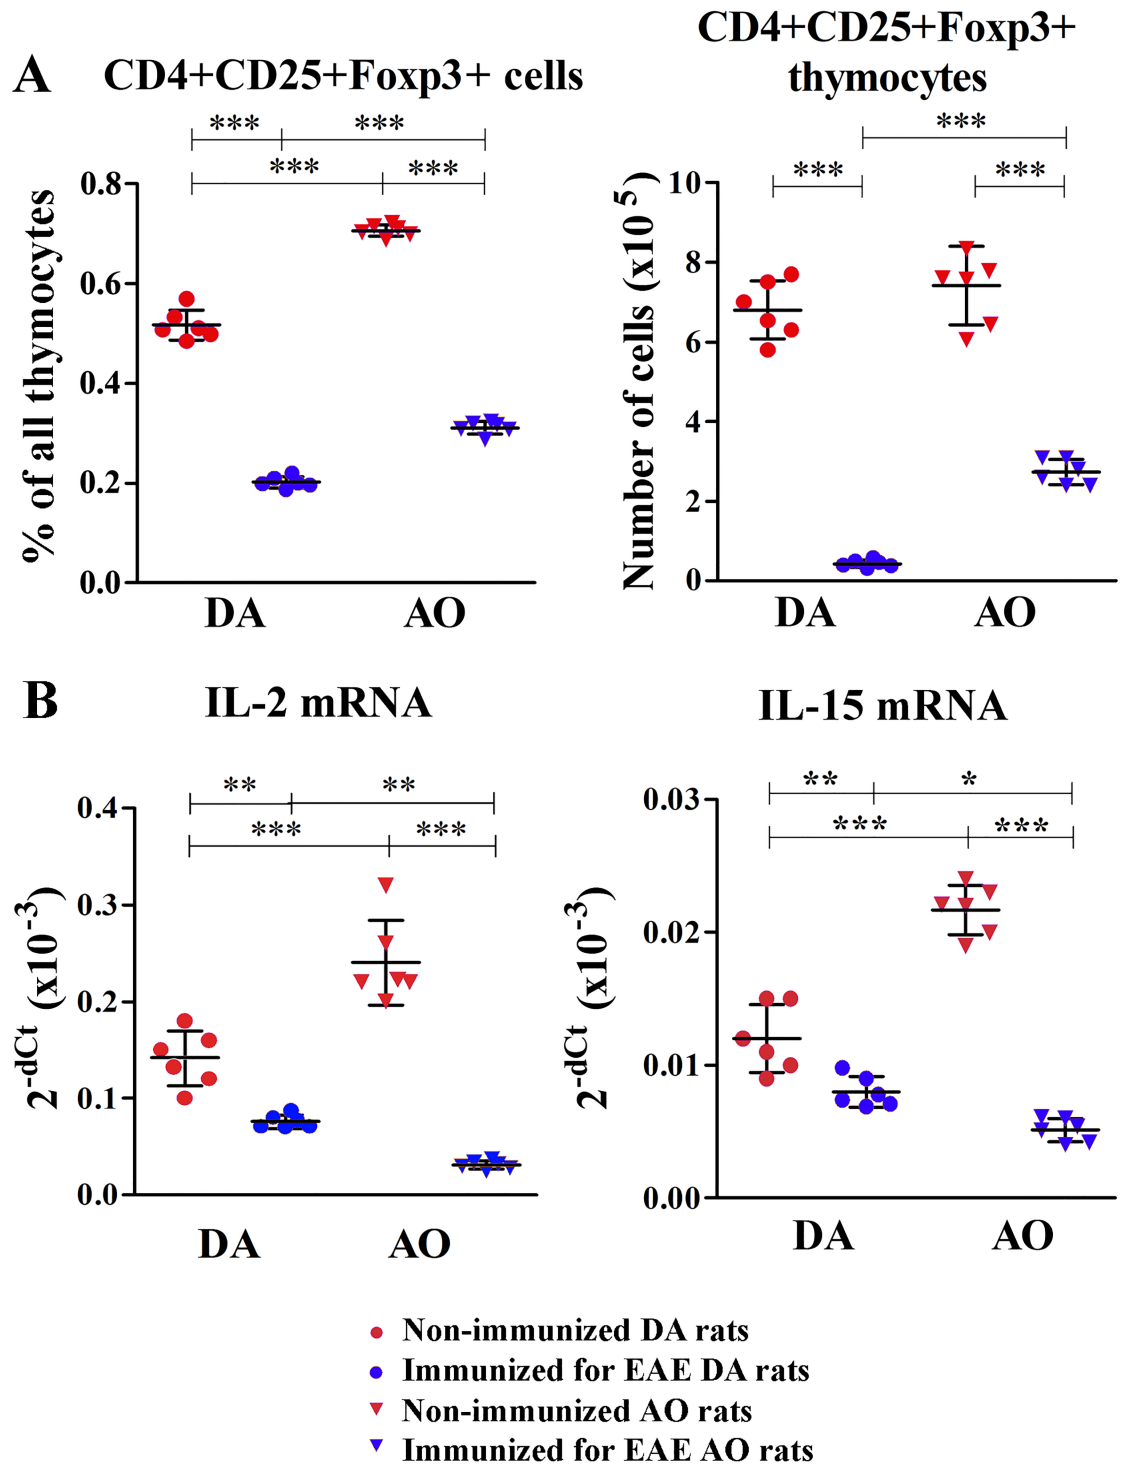 A
CD4+CD25+Foxp3+ cells
*** ***
*** ***
% of all thymocytes
0.8
0.6
0.4
0.2
0.0
DA AO
CD4+CD25+Foxp3+
thymocytes
***
*** ***
Number of cells (x10 5)
10
8
6
4
2
0
DA AO
B
IL-2 mRNA
** **
*** ***
2-dCt (x10-3)
0.4
0.3
0.2
0.1
0.0
DA AO
IL-15 mRNA
** *
*** ***
2-dCt (x10-3)
0.03
0.02
0.01
0.00
DA AO
Non-immunized DA rats
Immunized for EAE DA rats
Non-immunized AO rats
Immunized for EAE AO rats